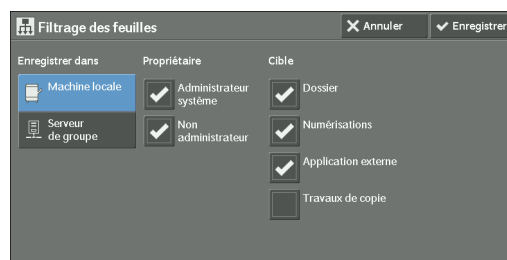 Filtrage des feuilles
Annuler
Enregistrer
Enregistrer dans
Propriétaire
Cible
Machine locale
Serveur
de groupe
Administrateur
système
Non
administrateur
Dossier
Numérisations
Application externe
Travaux de copie